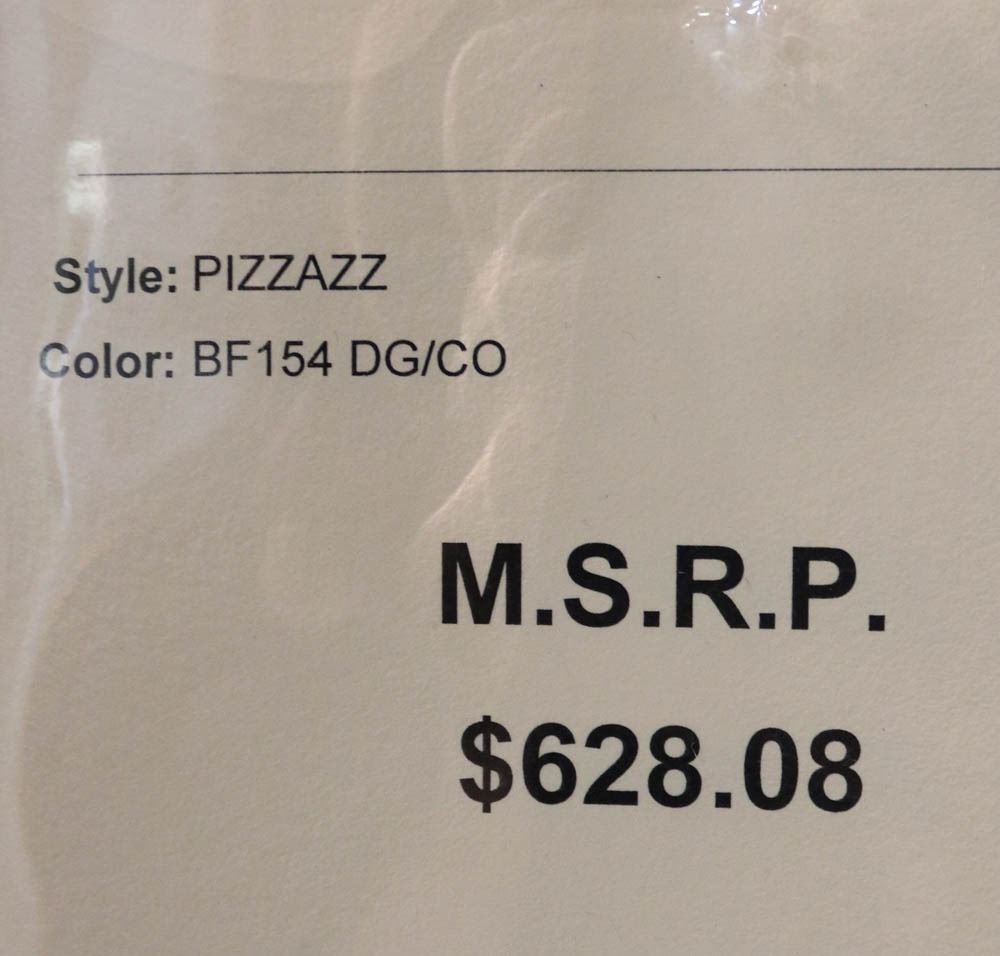 Style: PIZZAZZ
Color: BF154 DG/CO
M.S.R.P.
$628.08